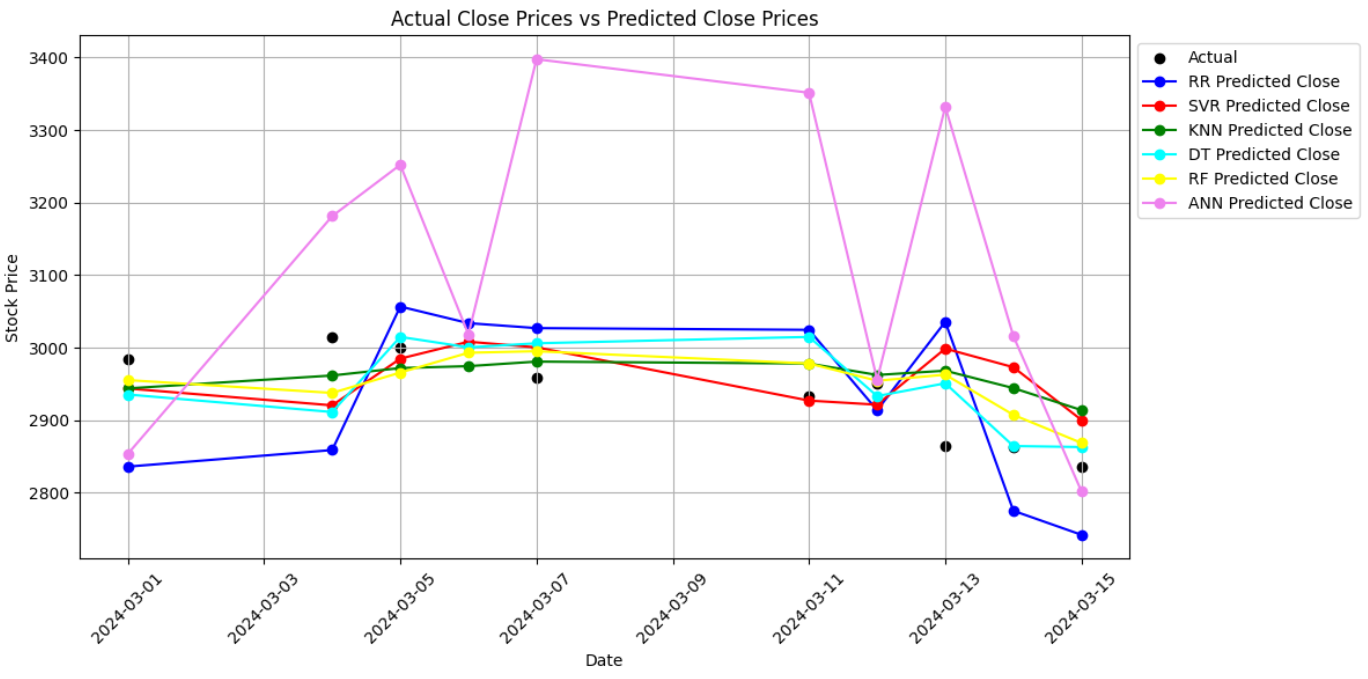 Actual Close Prices vs Predicted Close Prices
3400
3300
3200
3100
3000
2900
2800
Stock Price
2024-03-01
2024-03-03
2024-03-05
2024-03-07
2024-03-09
2024-03-11
2024-03-13
2024-03-15
Date
Actual
RR Predicted Close
SVR Predicted Close
KNN Predicted Close
DT Predicted Close
RF Predicted Close
ANN Predicted Close